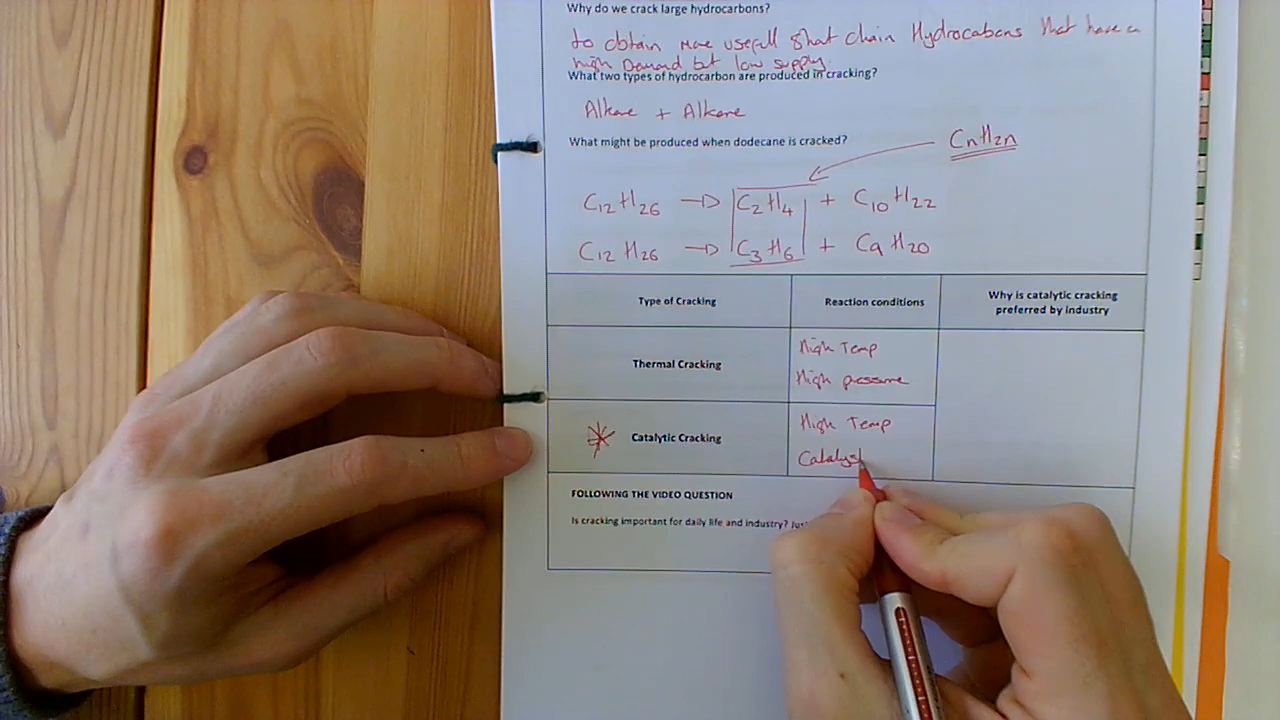 Why do we crack large hydrocarbons?
to obtain more usefull short chain Hydrocabons that have a
high Demand but low supply.
What two types of hydrocarbon are produced in cracking?
Alkane + Alkene
What might be produced when dodecane is cracked?
CnH2n
C12H26 → C2H4 + C10H22
C12H26 → C3H6 + C9H20
Type of Cracking
Reaction conditions
Why is catalytic cracking
preferred by industry
Thermal Cracking
High Temp
High pressure
Catalytic Cracking
High Temp
Catalyst
FOLLOWING THE VIDEO QUESTION
Is cracking important for daily life and industry?